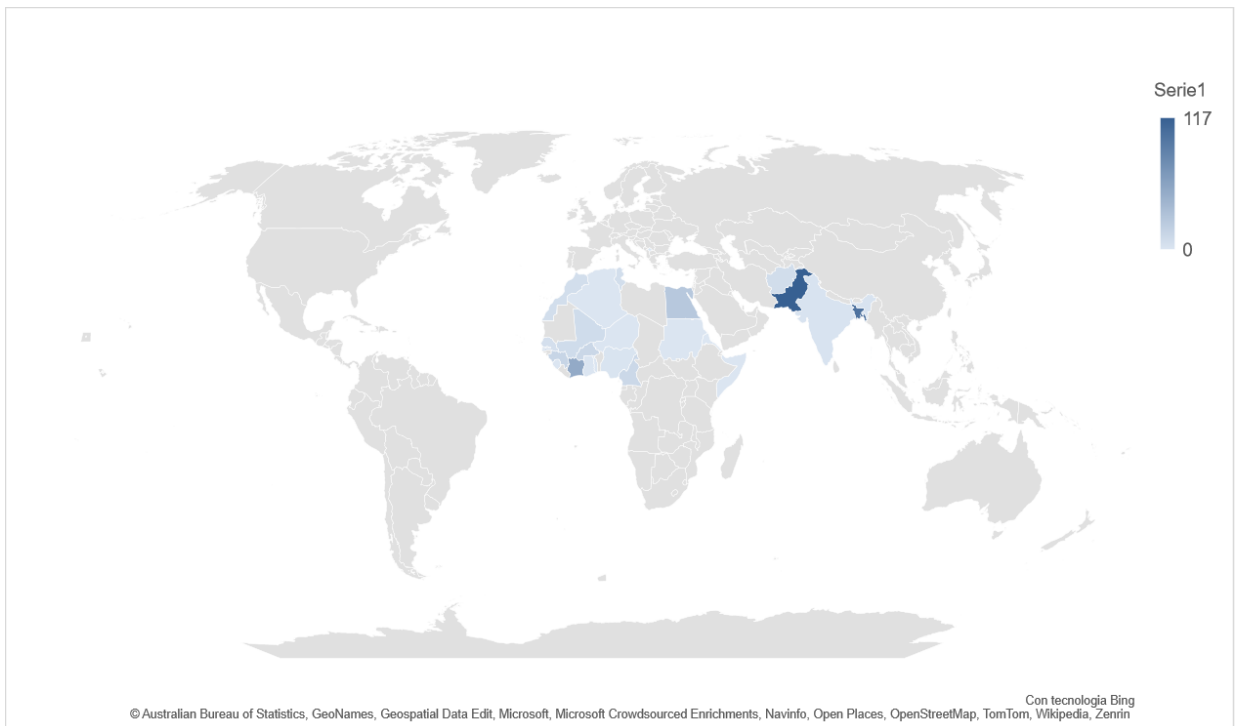 Serie1
117
0
Con tecnologia Bing
© Australian Bureau of Statistics, GeoNames, Geospatial Data Edit, Microsoft, Microsoft Crowdsourced Enrichments, Navinfo, Open Places, OpenStreetMap, TomTom, Wikipedia, Zenrin